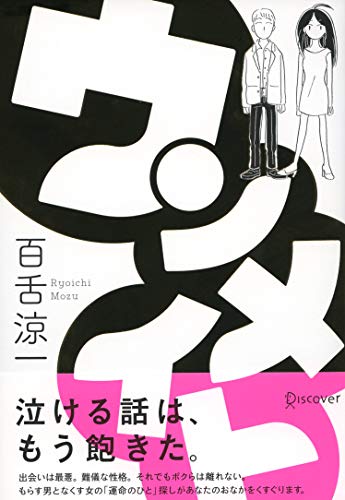 ウンメイト
百舌涼一
Ryoichi
Mozu
Discover
泣ける話は、
もう飽きた。
出会いは最悪。難儀な性格。それでもボクらは離れない。
もらす男となくす女の「運命のひと」探しがあなたのおなかをくすぐります。